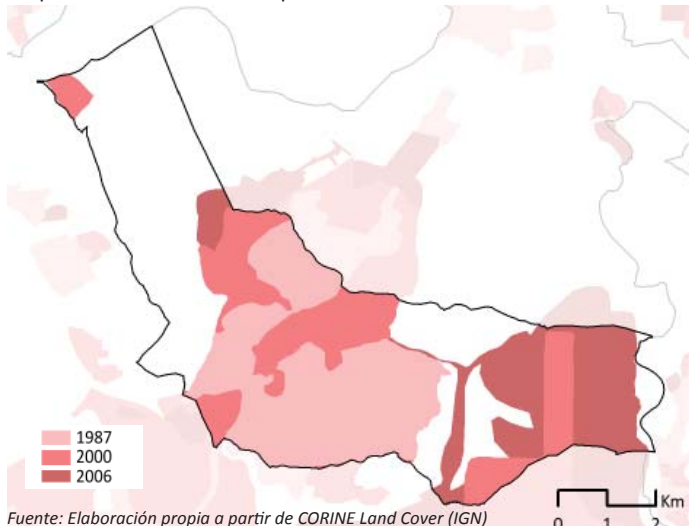 1987
2000
2006
Km
0 1 2
Fuente: Elaboración propia a partir de CORINE Land Cover (IGN)